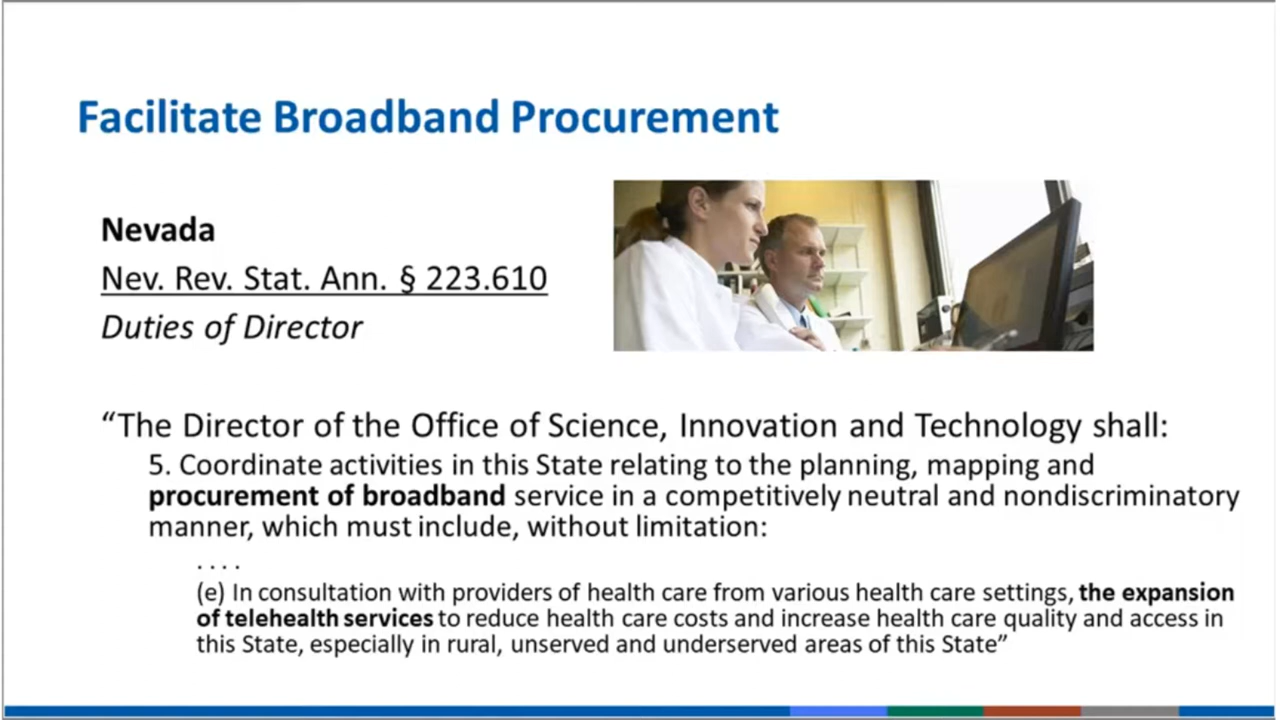 Facilitate Broadband Procurement
Nevada
Nev. Rev. Stat. Ann. § 223.610
Duties of Director
“The Director of the Office of Science, Innovation and Technology shall:
5. Coordinate activities in this State relating to the planning, mapping and
procurement of broadband service in a competitively neutral and nondiscriminatory
manner, which must include, without limitation:
. . . .
(e) In consultation with providers of health care from various health care settings, the expansion
of telehealth services to reduce health care costs and increase health care quality and access in
this State, especially in rural, unserved and underserved areas of this State”